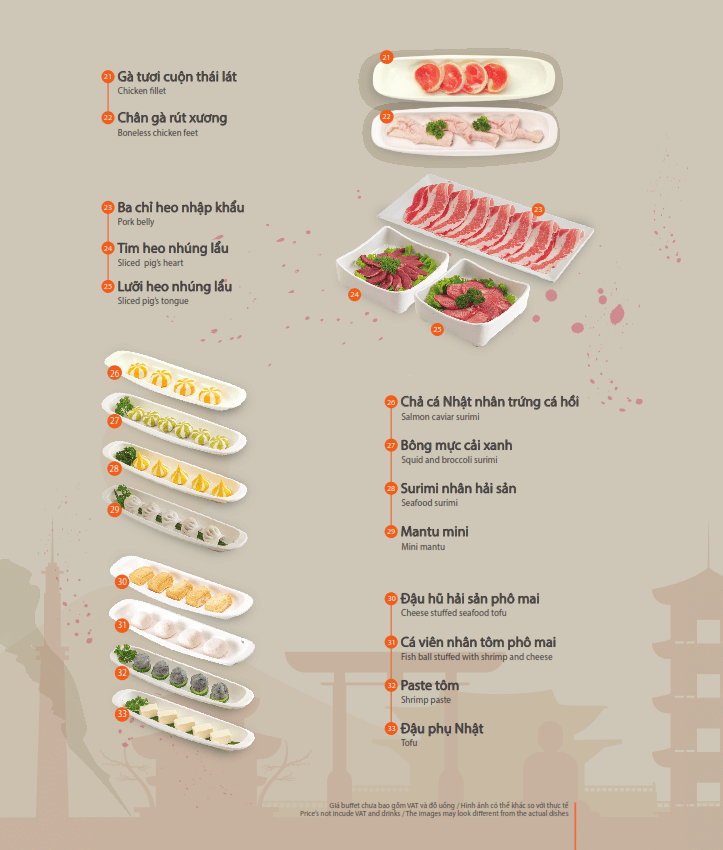 21 Gà tươi cuộn thái lát
Chicken fillet
22 Chân gà rút xương
Boneless chicken feet
21
22
23 Ba chỉ heo nhập khẩu
Pork belly
24 Tim heo nhúng lẩu
Sliced pig's heart
25 Lưỡi heo nhúng lẩu
Sliced pig's tongue
23
24
25
26
27
28
29
26 Chả cá Nhật nhân trứng cá hồi
Salmon caviar surimi
27 Bông mực cải xanh
Squid and broccoli surimi
28 Surimi nhân hải sản
Seafood surimi
29 Mantu mini
Mini mantu
30
31
32
33
30 Đậu hũ hải sản phô mai
Cheese stuffed seafood tofu
31 Cá viên nhân tôm phô mai
Fish ball stuffed with shrimp and cheese
32 Paste tôm
Shrimp paste
33 Đậu phụ Nhật
Tofu
Giá buffet chưa bao gồm VAT và đồ uống / Hình ảnh có thể khác so với thực tế
Price's not incude VAT and drinks / The images may look different from the actual dishes